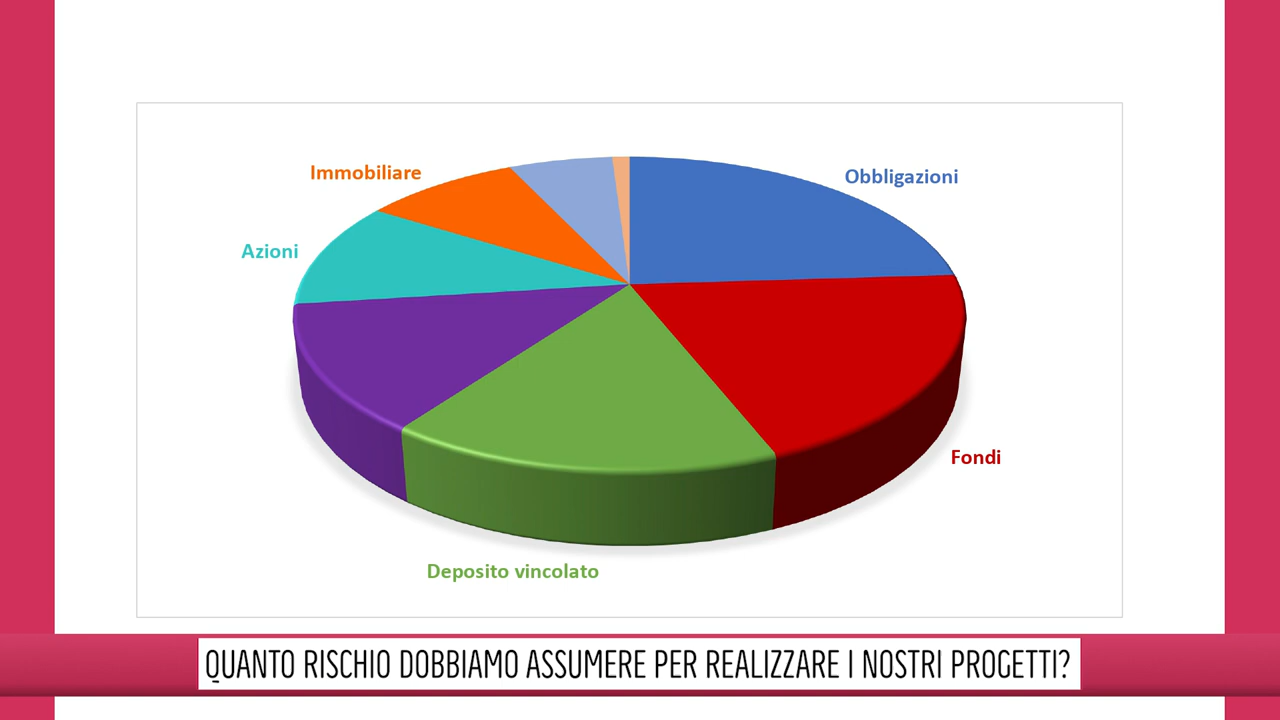 Immobiliare
Obbligazioni
Azioni
Fondi
Deposito vincolato
QUANTO RISCHIO DOBBIAMO ASSUMERE PER REALIZZARE I NOSTRI PROGETTI?